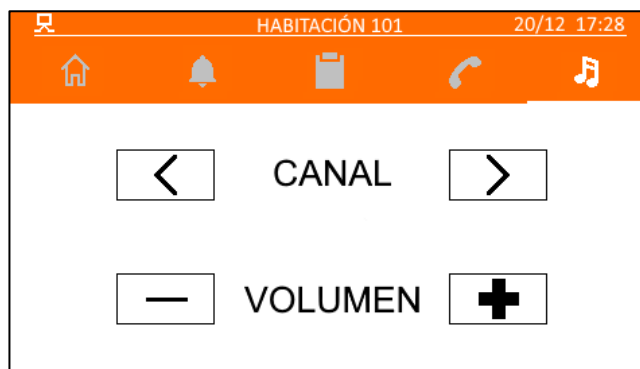 HABITACIÓN 101 20/12 17:28
< CANAL >
− VOLUMEN +